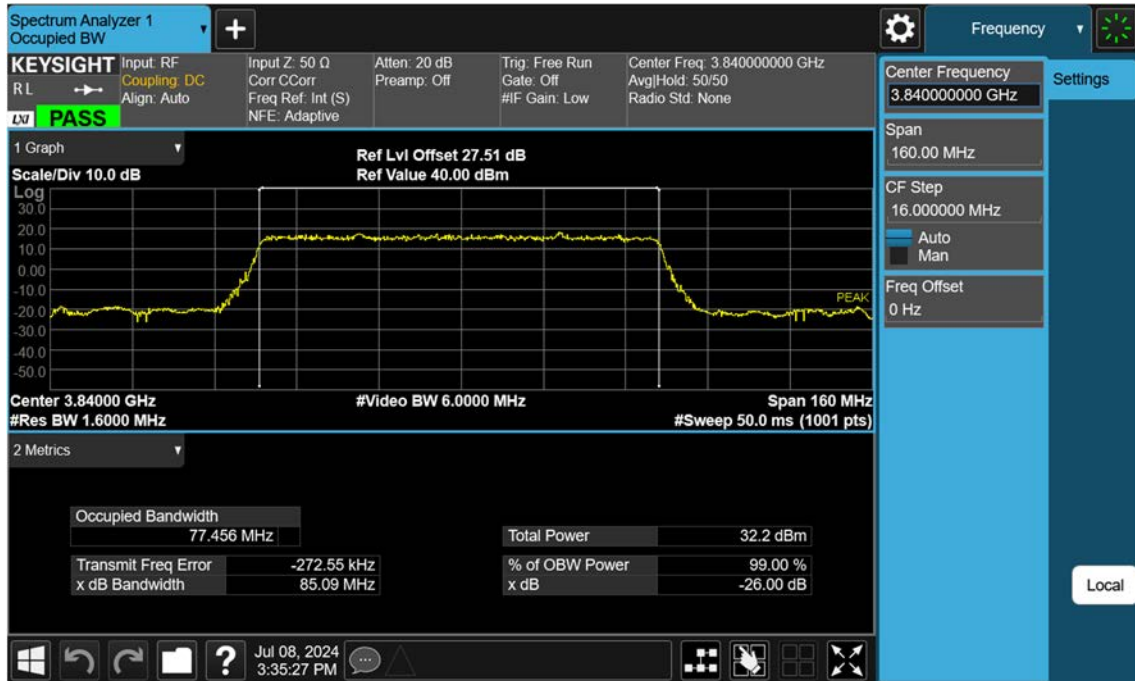 Spectrum Analyzer 1
Occupied BW
Frequency
KEYSIGHT
R L
LXI
PASS
Input: RF
Coupling: DC
Align: Auto
Input Z: 50 Ω
Corr CCorr
Freq Ref: Int (S)
NFE: Adaptive
Atten: 20 dB
Preamp: Off
Trig: Free Run
Gate: Off
#IF Gain: Low
Center Freq: 3.840000000 GHz
Avg|Hold: 50/50
Radio Std: None
1 Graph
Scale/Div 10.0 dB
Ref Lvl Offset 27.51 dB
Ref Value 40.00 dBm
Log
30.0
20.0
10.0
0.00
-10.0
-20.0
-30.0
-40.0
-50.0
PEAK
Center 3.84000 GHz
#Res BW 1.6000 MHz
#Video BW 6.0000 MHz
Span 160 MHz
#Sweep 50.0 ms (1001 pts)
2 Metrics
Occupied Bandwidth
77.456 MHz
Transmit Freq Error -272.55 kHz
x dB Bandwidth 85.09 MHz
Total Power 32.2 dBm
% of OBW Power 99.00 %
x dB -26.00 dB
Center Frequency
3.840000000 GHz
Span
160.00 MHz
CF Step
16.000000 MHz
Auto
Man
Freq Offset
0 Hz
Settings
Local
?
Jul 08, 2024
3:35:27 PM